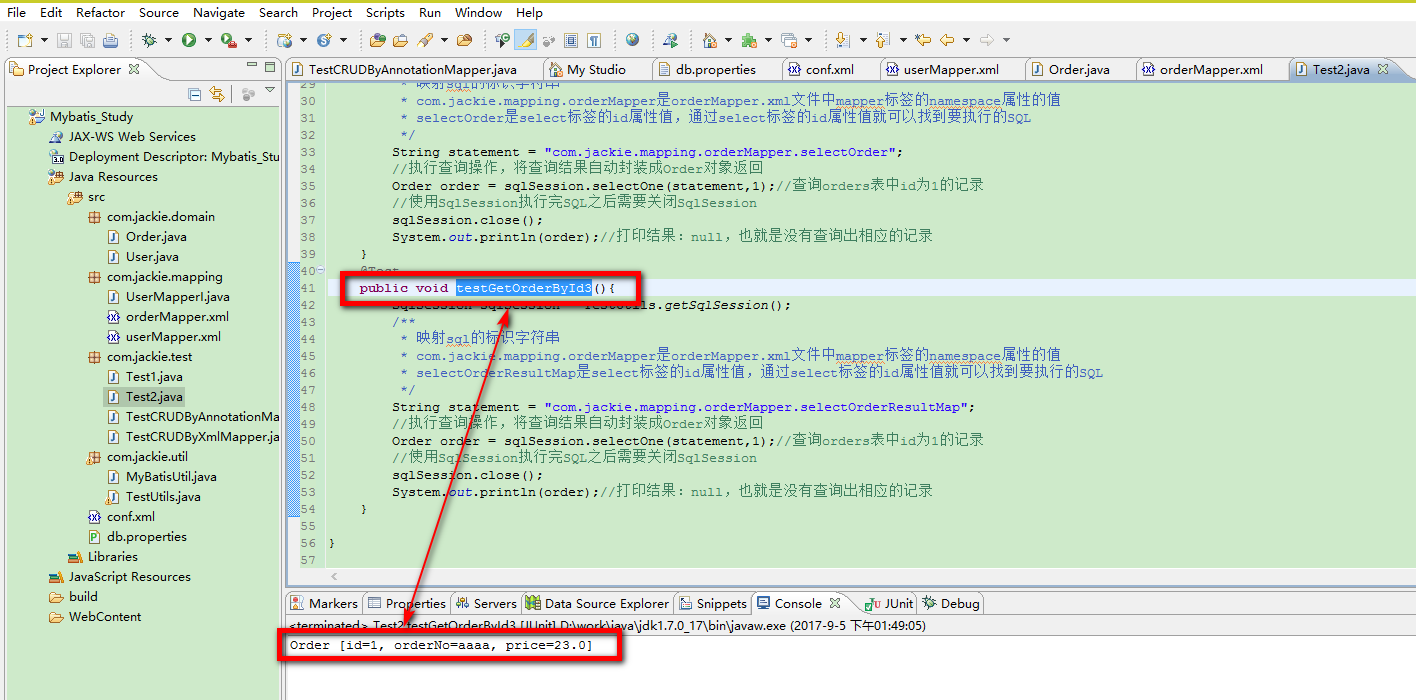 File Edit Refactor Source Navigate Search Project Scripts Run Window Help
Project Explorer
Mybatis_Study
JAX-WS Web Services
Deployment Descriptor: Mybatis_Stu
Java Resources
src
com.jackie.domain
Order.java
User.java
com.jackie.mapping
UserMapperI.java
orderMapper.xml
userMapper.xml
com.jackie.test
Test1.java
Test2.java
TestCRUDByAnnotationMa
TestCRUDByXmlMapper.ja
com.jackie.util
MyBatisUtil.java
TestUtils.java
conf.xml
db.properties
Libraries
JavaScript Resources
build
WebContent
TestCRUDByAnnotationMapper.java My Studio db.properties conf.xml userMapper.xml Order.java orderMapper.xml Test2.java
29 * 映射sql的标识字符串
30 * com.jackie.mapping.orderMapper是orderMapper.xml文件中mapper标签的namespace属性的值
31 * selectOrder是select标签的id属性值，通过select标签的id属性值就可以找到要执行的SQL
32 */
33 String statement = "com.jackie.mapping.orderMapper.selectOrder";
34 //执行查询操作，将查询结果自动封装成Order对象返回
35 Order order = sqlSession.selectOne(statement,1);//查询orders表中id为1的记录
36 //使用SqlSession执行完SQL之后需要关闭SqlSession
37 sqlSession.close();
38 System.out.println(order);//打印结果：null，也就是没有查询出相应的记录
39 }
40 @Test
41 public void testGetOrderById3(){
42 SqlSession sqlSession = TestUtils.getSqlSession();
43 /**
44 * 映射sql的标识字符串
45 * com.jackie.mapping.orderMapper是orderMapper.xml文件中mapper标签的namespace属性的值
46 * selectOrderResultMap是select标签的id属性值，通过select标签的id属性值就可以找到要执行的SQL
47 */
48 String statement = "com.jackie.mapping.orderMapper.selectOrderResultMap";
49 //执行查询操作，将查询结果自动封装成Order对象返回
50 Order order = sqlSession.selectOne(statement,1);//查询orders表中id为1的记录
51 //使用SqlSession执行完SQL之后需要关闭SqlSession
52 sqlSession.close();
53 System.out.println(order);//打印结果：null，也就是没有查询出相应的记录
54 }
55
56 }
57
Markers Properties Servers Data Source Explorer Snippets Console JUnit Debug
<terminated> Test2.testGetOrderById3 [JUnit] D:\work\java\jdk1.7.0_17\bin\javaw.exe (2017-9-5 下午01:49:05)
Order [id=1, orderNo=aaaa, price=23.0]